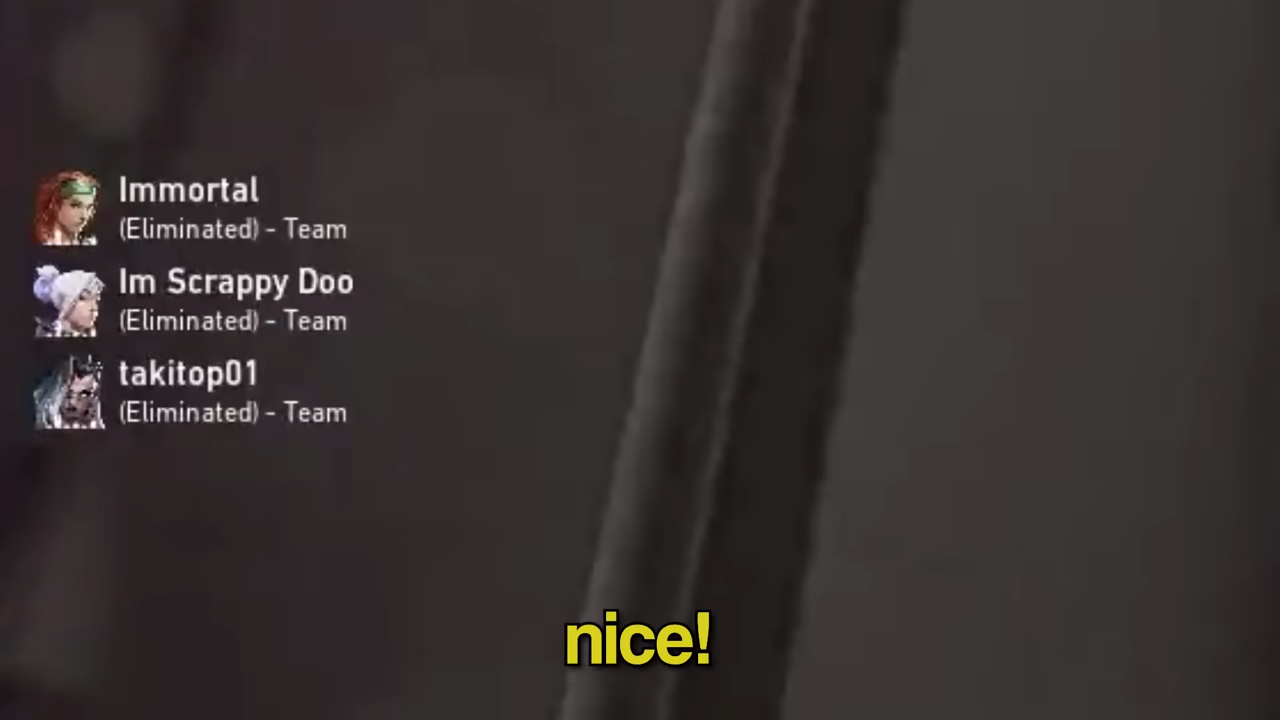 Immortal
(Eliminated) - Team
Im Scrappy Doo
(Eliminated) - Team
takitop01
(Eliminated) - Team
nice!